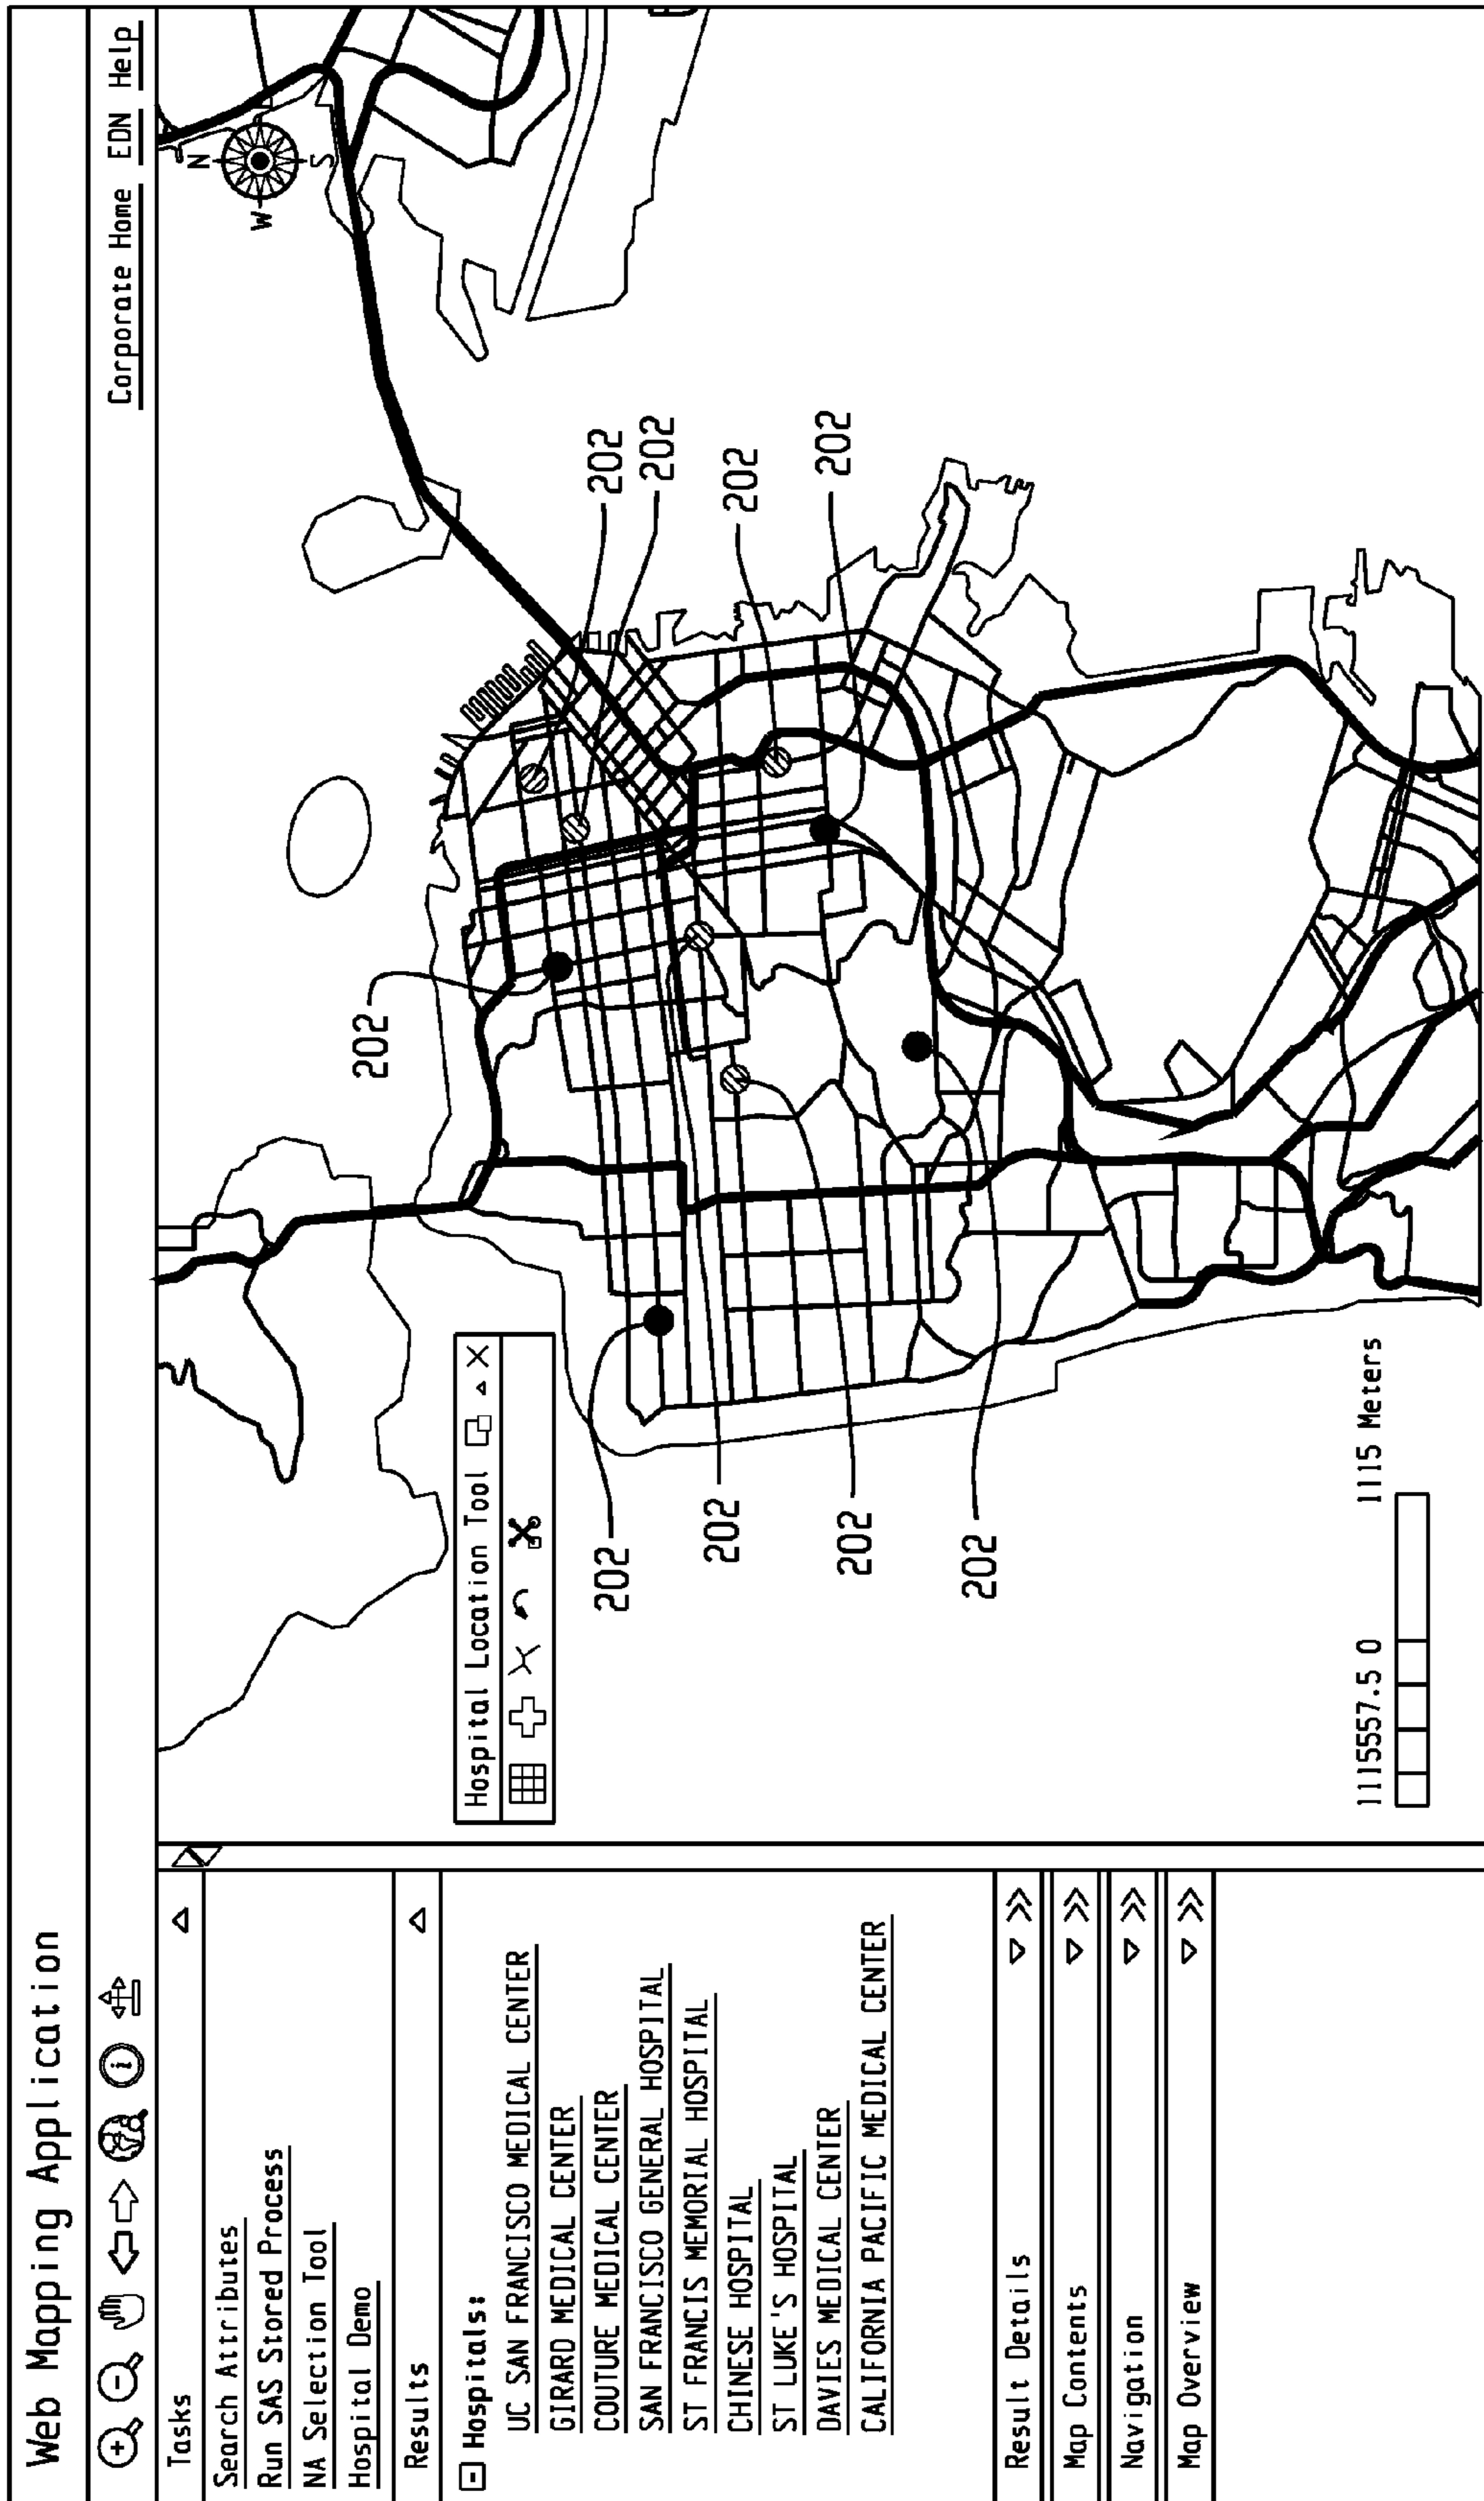 Web Mapping Application
Corporate Home EDN Help
Tasks
Search Attributes
Run SAS Stored Process
NA Selection Tool
Hospital Demo
Results
Hospitals:
UC SAN FRANCISCO MEDICAL CENTER
GIRARD MEDICAL CENTER
COUTURE MEDICAL CENTER
SAN FRANCISCO GENERAL HOSPITAL
ST FRANCIS MEMORIAL HOSPITAL
CHINESE HOSPITAL
ST LUKE'S HOSPITAL
DAVIES MEDICAL CENTER
CALIFORNIA PACIFIC MEDICAL CENTER
Result Details
Map Contents
Navigation
Map Overview
N
W
S
Hospital Location Tool
202
202
202
202
202
202
202
202
202
1115557.5 0 1115 Meters